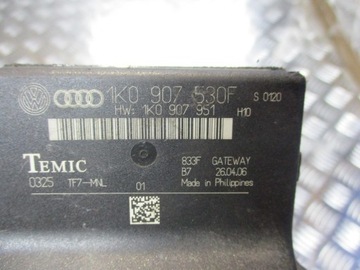 1K0 907 530F S 0120
HW: 1K0 907 951 H10
TEMIC
833F GATEWAY
0325 TF7-MNL B7 26.04.06
01 Made in Philippines